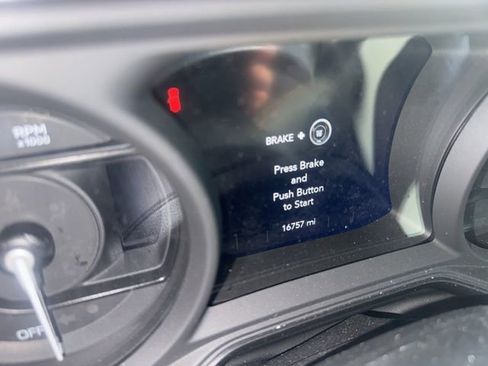 RPM
x1000
BRAKE +
Press Brake
and
Push Button
to Start
16757 mi
OFF